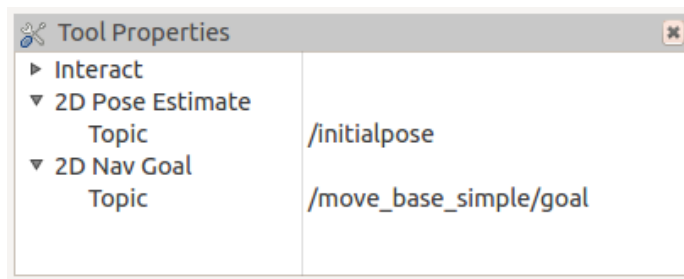 Tool Properties
Interact
2D Pose Estimate
Topic /initialpose
2D Nav Goal
Topic /move_base_simple/goal